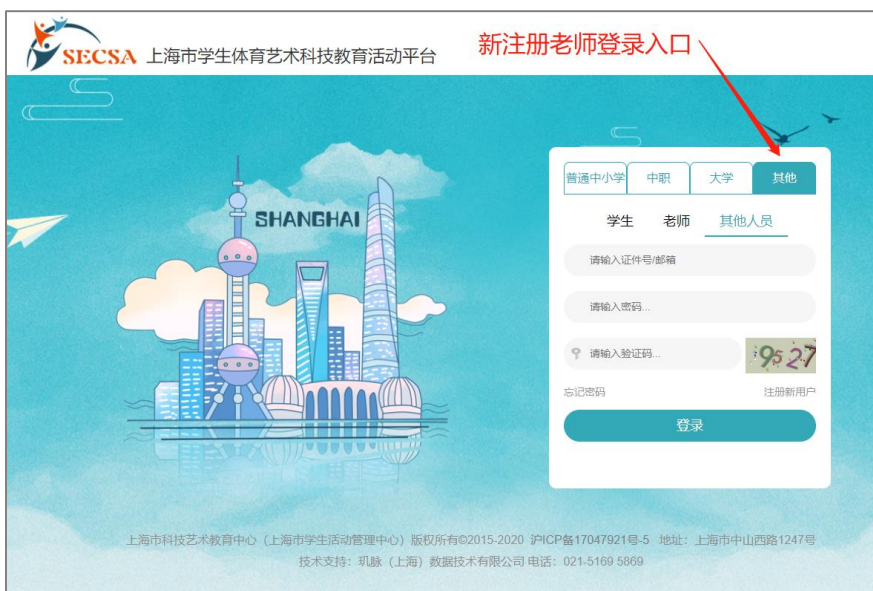 SECSA 上海市学生体育艺术科技教育活动平台
新注册老师登录入口
SHANGHAI
普通中小学 中职 大学 其他
学生 老师 其他人员
请输入证件号/邮箱
请输入密码...
请输入验证码... 9527
忘记密码 注册新用户
登录
上海市科技艺术教育中心（上海市学生活动管理中心）版权所有©2015-2020 沪ICP备17047921号-5 地址：上海市中山西路1247号
技术支持：玑脉（上海）数据技术有限公司 电话：021-5169 5869